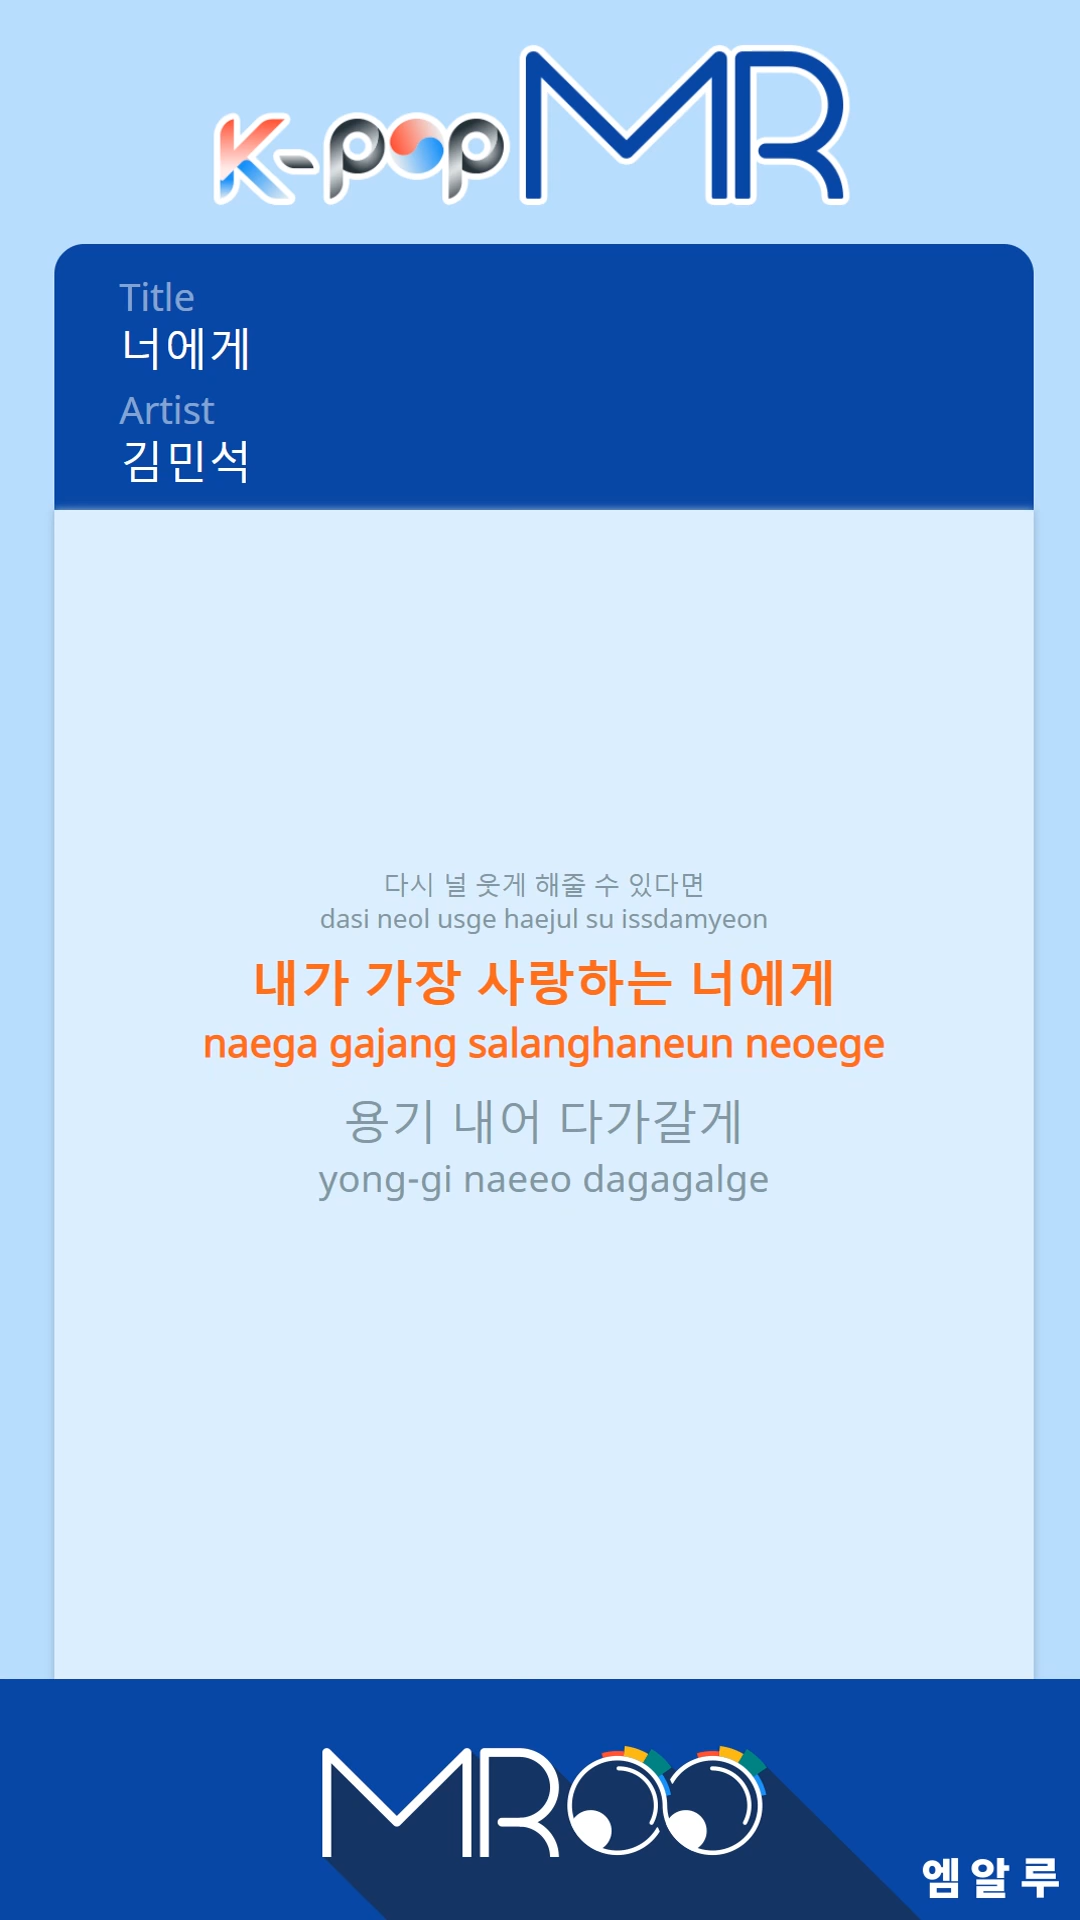 K-pop MR
Title
너에게
Artist
김민석
다시 널 웃게 해줄 수 있다면
dasi neol usge haejul su issdamyeon
내가 가장 사랑하는 너에게
naega gajang salanghaneun neoege
용기 내어 다가갈게
yong-gi naeeo dagagalge
MROO
엠알루